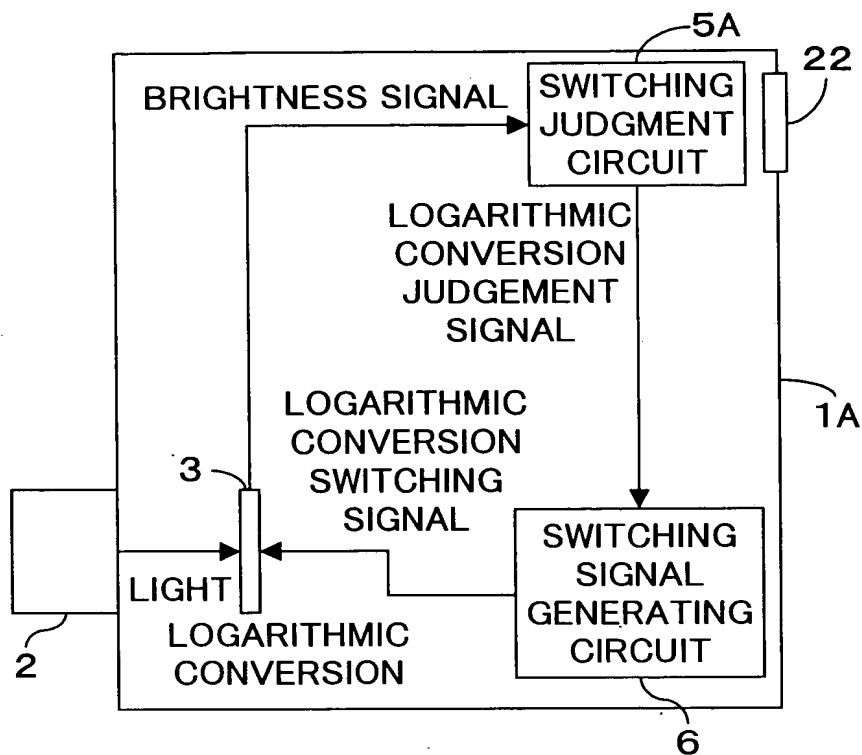 5A
22
BRIGHTNESS SIGNAL
SWITCHING
JUDGMENT
CIRCUIT
LOGARITHMIC
CONVERSION
JUDGEMENT
SIGNAL
1A
LOGARITHMIC
CONVERSION
SWITCHING
SIGNAL
3
SWITCHING
SIGNAL
GENERATING
CIRCUIT
LIGHT
2
LOGARITHMIC
CONVERSION
6